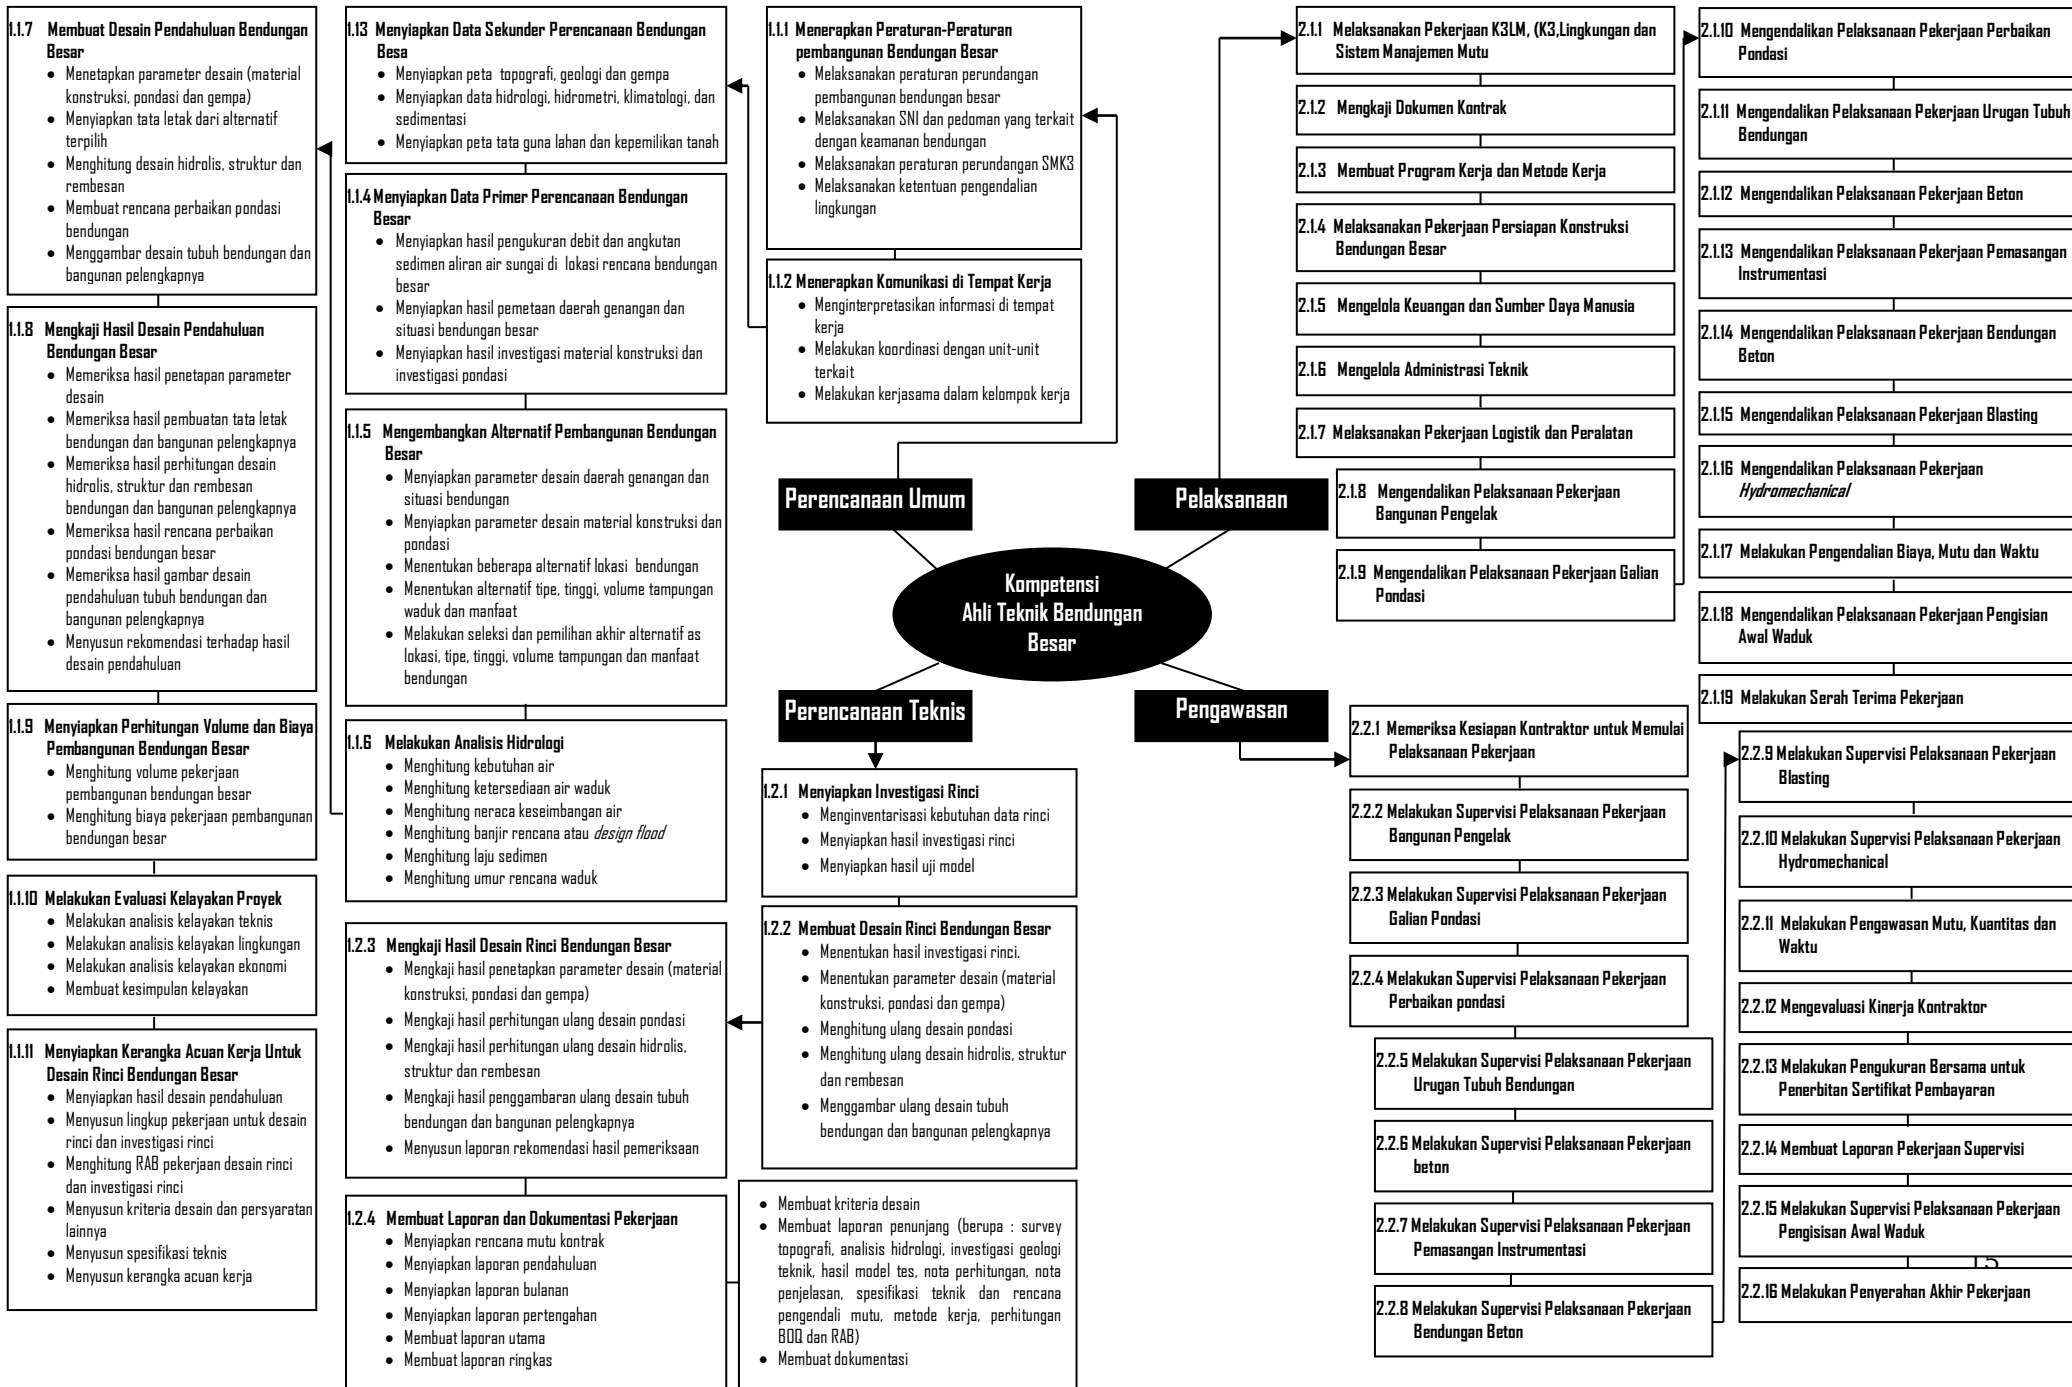 1.1.7 Membuat Desain Pendahuluan Bendungan
Besar
• Menetapkan parameter desain (material
konstruksi, pondasi dan gempa)
• Menyiapkan tata letak dari alternatif
terpilih
• Menghitung desain hidrolis, struktur dan
rembesan
• Membuat rencana perbaikan pondasi
bendungan
• Menggambar desain tubuh bendungan dan
bangunan pelengkapnya
1.1.8 Mengkaji Hasil Desain Pendahuluan
Bendungan Besar
• Memeriksa hasil penetapan parameter
desain
• Memeriksa hasil pembuatan tata letak
bendungan dan bangunan pelengkapnya
• Memeriksa hasil perhitungan desain
hidrolis, struktur dan rembesan
bendungan dan bangunan pelengkapnya
• Memeriksa hasil rencana perbaikan
pondasi bendungan besar
• Memeriksa hasil gambar desain
pendahuluan tubuh bendungan dan
bangunan pelengkapnya
• Menyusun rekomendasi terhadap hasil
desain pendahuluan
1.1.9 Menyiapkan Perhitungan Volume dan Biaya
Pembangunan Bendungan Besar
• Menghitung volume pekerjaan
pembangunan bendungan besar
• Menghitung biaya pekerjaan pembangunan
bendungan besar
1.1.10 Melakukan Evaluasi Kelayakan Proyek
• Melakukan analisis kelayakan teknis
• Melakukan analisis kelayakan lingkungan
• Melakukan analisis kelayakan ekonomi
• Membuat kesimpulan kelayakan
1.1.11 Menyiapkan Kerangka Acuan Kerja Untuk
Desain Rinci Bendungan Besar
• Menyiapkan hasil desain pendahuluan
• Menyusun lingkup pekerjaan untuk desain
rinci dan investigasi rinci
• Menghitung RAB pekerjaan desain rinci
dan investigasi rinci
• Menyusun kriteria desain dan persyaratan
lainnya
• Menyusun spesifikasi teknis
• Menyusun kerangka acuan kerja
1.13 Menyiapkan Data Sekunder Perencanaan Bendungan
Besa
• Menyiapkan peta topografi, geologi dan gempa
• Menyiapkan data hidrologi, hidrometri, klimatologi, dan
sedimentasi
• Menyiapkan peta tata guna lahan dan kepemilikan tanah
1.1.4 Menyiapkan Data Primer Perencanaan Bendungan
Besar
• Menyiapkan hasil pengukuran debit dan angkutan
sedimen aliran air sungai di lokasi rencana bendungan
besar
• Menyiapkan hasil pemetaan daerah genangan dan
situasi bendungan besar
• Menyiapkan hasil investigasi material konstruksi dan
investigasi pondasi
1.1.5 Mengembangkan Alternatif Pembangunan Bendungan
Besar
• Menyiapkan parameter desain daerah genangan dan
situasi bendungan
• Menyiapkan parameter desain material konstruksi dan
pondasi
• Menentukan beberapa alternatif lokasi bendungan
• Menentukan alternatif tipe, tinggi, volume tampungan
waduk dan manfaat
• Melakukan seleksi dan pemilihan akhir alternatif as
lokasi, tipe, tinggi, volume tampungan dan manfaat
bendungan
1.1.6 Melakukan Analisis Hidrologi
• Menghitung kebutuhan air
• Menghitung ketersediaan air waduk
• Menghitung neraca keseimbangan air
• Menghitung banjir rencana atau design flood
• Menghitung laju sedimen
• Menghitung umur rencana waduk
1.2.3 Mengkaji Hasil Desain Rinci Bendungan Besar
• Mengkaji hasil penetapkan parameter desain (material
konstruksi, pondasi dan gempa)
• Mengkaji hasil perhitungan ulang desain pondasi
• Mengkaji hasil perhitungan ulang desain hidrolis,
struktur dan rembesan
• Mengkaji hasil penggambaran ulang desain tubuh
bendungan dan bangunan pelengkapnya
• Menyusun laporan rekomendasi hasil pemeriksaan
1.2.4 Membuat Laporan dan Dokumentasi Pekerjaan
• Menyiapkan rencana mutu kontrak
• Menyiapkan laporan pendahuluan
• Menyiapkan laporan bulanan
• Menyiapkan laporan pertengahan
• Membuat laporan utama
• Membuat laporan ringkas
1.1.1 Menerapkan Peraturan-Peraturan
pembangunan Bendungan Besar
• Melaksanakan peraturan perundangan
pembangunan bendungan besar
• Melaksanakan SNI dan pedoman yang terkait
dengan keamanan bendungan
• Melaksanakan peraturan perundangan SMK3
• Melaksanakan ketentuan pengendalian
lingkungan
1.1.2 Menerapkan Komunikasi di Tempat Kerja
• Menginterpretasikan informasi di tempat
kerja
• Melakukan koordinasi dengan unit-unit
terkait
• Melakukan kerjasama dalam kelompok kerja
Perencanaan Umum
Pelaksanaan
Kompetensi
Ahli Teknik Bendungan
Besar
Perencanaan Teknis
Pengawasan
1.2.1 Menyiapkan Investigasi Rinci
• Menginventarisasi kebutuhan data rinci
• Menyiapkan hasil investigasi rinci
• Menyiapkan hasil uji model
1.2.2 Membuat Desain Rinci Bendungan Besar
• Menentukan hasil investigasi rinci.
• Menentukan parameter desain (material
konstruksi, pondasi dan gempa)
• Menghitung ulang desain pondasi
• Menghitung ulang desain hidrolis, struktur
dan rembesan
• Menggambar ulang desain tubuh
bendungan dan bangunan pelengkapnya
• Membuat kriteria desain
• Membuat laporan penunjang (berupa : survey
topografi, analisis hidrologi, investigasi geologi
teknik, hasil model tes, nota perhitungan, nota
penjelasan, spesifikasi teknik dan rencana
pengendali mutu, metode kerja, perhitungan
BOQ dan RAB)
• Membuat dokumentasi
2.1.1 Melaksanakan Pekerjaan K3LM, (K3,Lingkungan dan
Sistem Manajemen Mutu
2.1.2 Mengkaji Dokumen Kontrak
2.1.3 Membuat Program Kerja dan Metode Kerja
2.1.4 Melaksanakan Pekerjaan Persiapan Konstruksi
Bendungan Besar
2.1.5 Mengelola Keuangan dan Sumber Daya Manusia
2.1.6 Mengelola Administrasi Teknik
2.1.7 Melaksanakan Pekerjaan Logistik dan Peralatan
2.1.8 Mengendalikan Pelaksanaan Pekerjaan
Bangunan Pengelak
2.1.9 Mengendalikan Pelaksanaan Pekerjaan Galian
Pondasi
2.1.10 Mengendalikan Pelaksanaan Pekerjaan Perbaikan
Pondasi
2.1.11 Mengendalikan Pelaksanaan Pekerjaan Urugan Tubuh
Bendungan
2.1.12 Mengendalikan Pelaksanaan Pekerjaan Beton
2.1.13 Mengendalikan Pelaksanaan Pekerjaan Pemasangan
Instrumentasi
2.1.14 Mengendalikan Pelaksanaan Pekerjaan Bendungan
Beton
2.1.15 Mengendalikan Pelaksanaan Pekerjaan Blasting
2.1.16 Mengendalikan Pelaksanaan Pekerjaan
Hydromechanical
2.1.17 Melakukan Pengendalian Biaya, Mutu dan Waktu
2.1.18 Mengendalikan Pelaksanaan Pekerjaan Pengisian
Awal Waduk
2.1.19 Melakukan Serah Terima Pekerjaan
2.2.1 Memeriksa Kesiapan Kontraktor untuk Memulai
Pelaksanaan Pekerjaan
2.2.2 Melakukan Supervisi Pelaksanaan Pekerjaan
Bangunan Pengelak
2.2.3 Melakukan Supervisi Pelaksanaan Pekerjaan
Galian Pondasi
2.2.4 Melakukan Supervisi Pelaksanaan Pekerjaan
Perbaikan pondasi
2.2.5 Melakukan Supervisi Pelaksanaan Pekerjaan
Urugan Tubuh Bendungan
2.2.6 Melakukan Supervisi Pelaksanaan Pekerjaan
beton
2.2.7 Melakukan Supervisi Pelaksanaan Pekerjaan
Pemasangan Instrumentasi
2.2.8 Melakukan Supervisi Pelaksanaan Pekerjaan
Bendungan Beton
2.2.9 Melakukan Supervisi Pelaksanaan Pekerjaan
Blasting
2.2.10 Melakukan Supervisi Pelaksanaan Pekerjaan
Hydromechanical
2.2.11 Melakukan Pengawasan Mutu, Kuantitas dan
Waktu
2.2.12 Mengevaluasi Kinerja Kontraktor
2.2.13 Melakukan Pengukuran Bersama untuk
Penerbitan Sertifikat Pembayaran
2.2.14 Membuat Laporan Pekerjaan Supervisi
2.2.15 Melakukan Supervisi Pelaksanaan Pekerjaan
Pengisisan Awal Waduk
2.2.16 Melakukan Penyerahan Akhir Pekerjaan